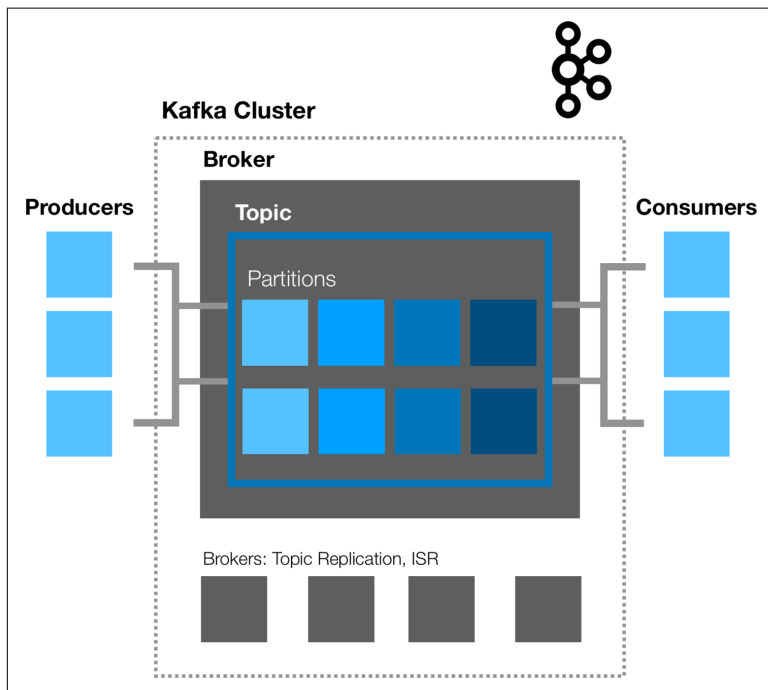 Kafka Cluster
Broker
Producers
Topic
Consumers
Partitions
Brokers: Topic Replication, ISR